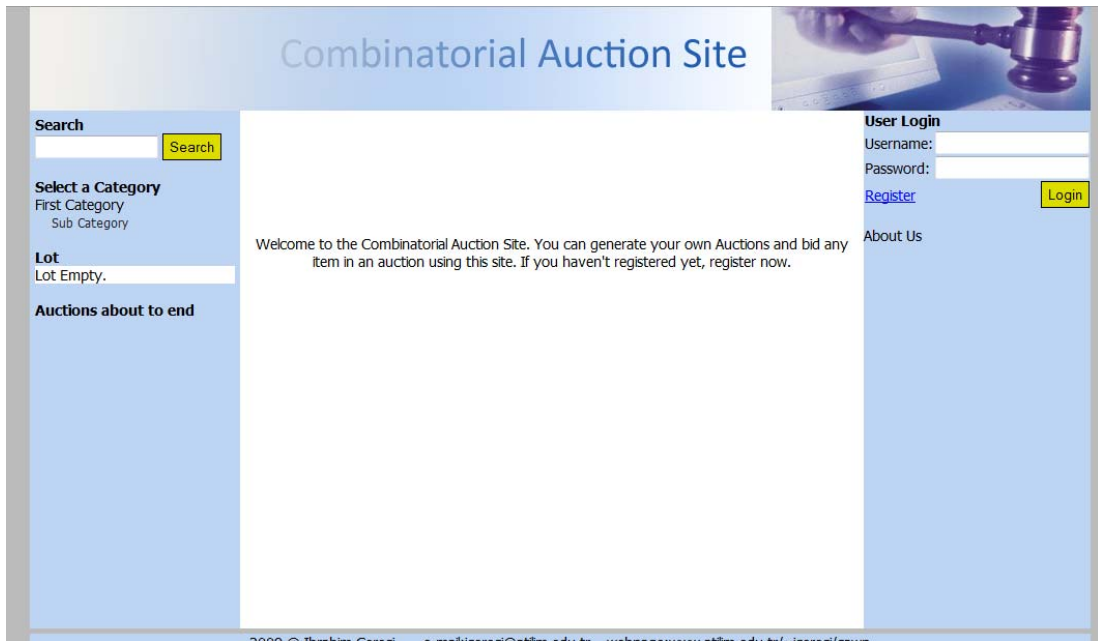 Combinatorial Auction Site
Search
Search
Select a Category
First Category
Sub Category
Lot
Lot Empty.
Auctions about to end
Welcome to the Combinatorial Auction Site. You can generate your own Auctions and bid any
item in an auction using this site. If you haven't registered yet, register now.
User Login
Username:
Password:
Register
Login
About Us